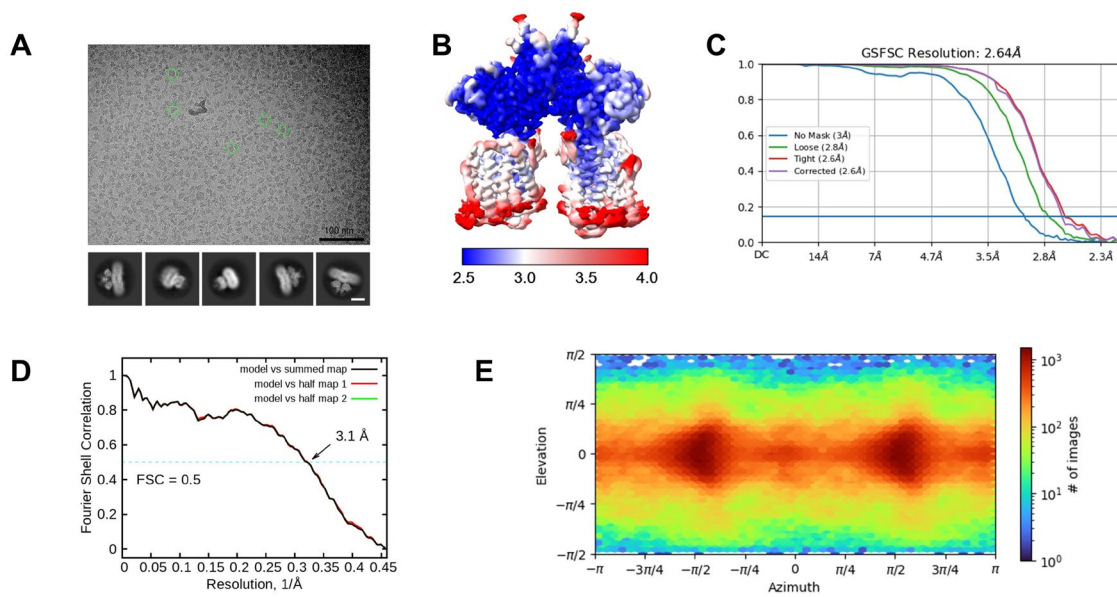 A
100 nm
B
2.5 3.0 3.5 4.0
C
GSFSC Resolution: 2.64Å
1.0
0.8
0.6
0.4
0.2
0.0
No Mask (3Å)
Loose (2.8Å)
Tight (2.6Å)
Corrected (2.6Å)
DC 14Å 7Å 4.7Å 3.5Å 2.8Å 2.3Å
D
Fourier Shell Correlation
1
0.8
0.6
0.4
0.2
0
model vs summed map
model vs half map 1
model vs half map 2
3.1 Å
FSC = 0.5
0 0.05 0.1 0.15 0.2 0.25 0.3 0.35 0.4 0.45
Resolution, 1/Å
E
Elevation
π/2
π/4
0
−π/4
−π/2
−π −3π/4 −π/2 −π/4 0 π/4 π/2 3π/4 π
Azimuth
10³
10²
10¹
10⁰
# of images